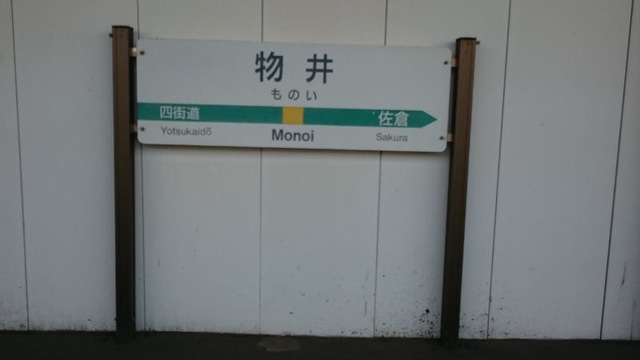 物井
ものい
四街道 佐倉
Yotsukaidō Monoi Sakura